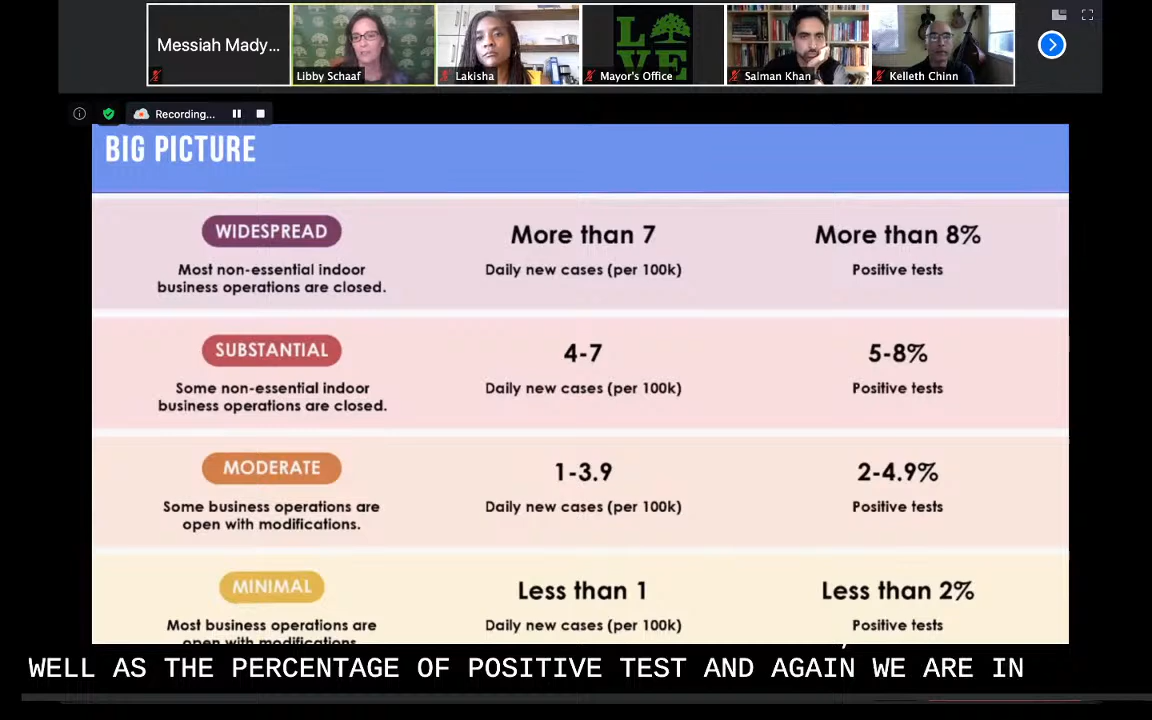 Messiah Mady...
Libby Schaaf
Lakisha
LOVE
Mayor's Office
Salman Khan
Kelleth Chinn
Recording...
BIG PICTURE
WIDESPREAD
More than 7
More than 8%
Most non-essential indoor
business operations are closed.
Daily new cases (per 100k)
Positive tests
SUBSTANTIAL
4-7
5-8%
Some non-essential indoor
business operations are closed.
Daily new cases (per 100k)
Positive tests
MODERATE
1-3.9
2-4.9%
Some business operations are
open with modifications.
Daily new cases (per 100k)
Positive tests
MINIMAL
Less than 1
Less than 2%
Most business operations are
open with modifications
Daily new cases (per 100k)
Positive tests
WELL AS THE PERCENTAGE OF POSITIVE TEST AND AGAIN WE ARE IN